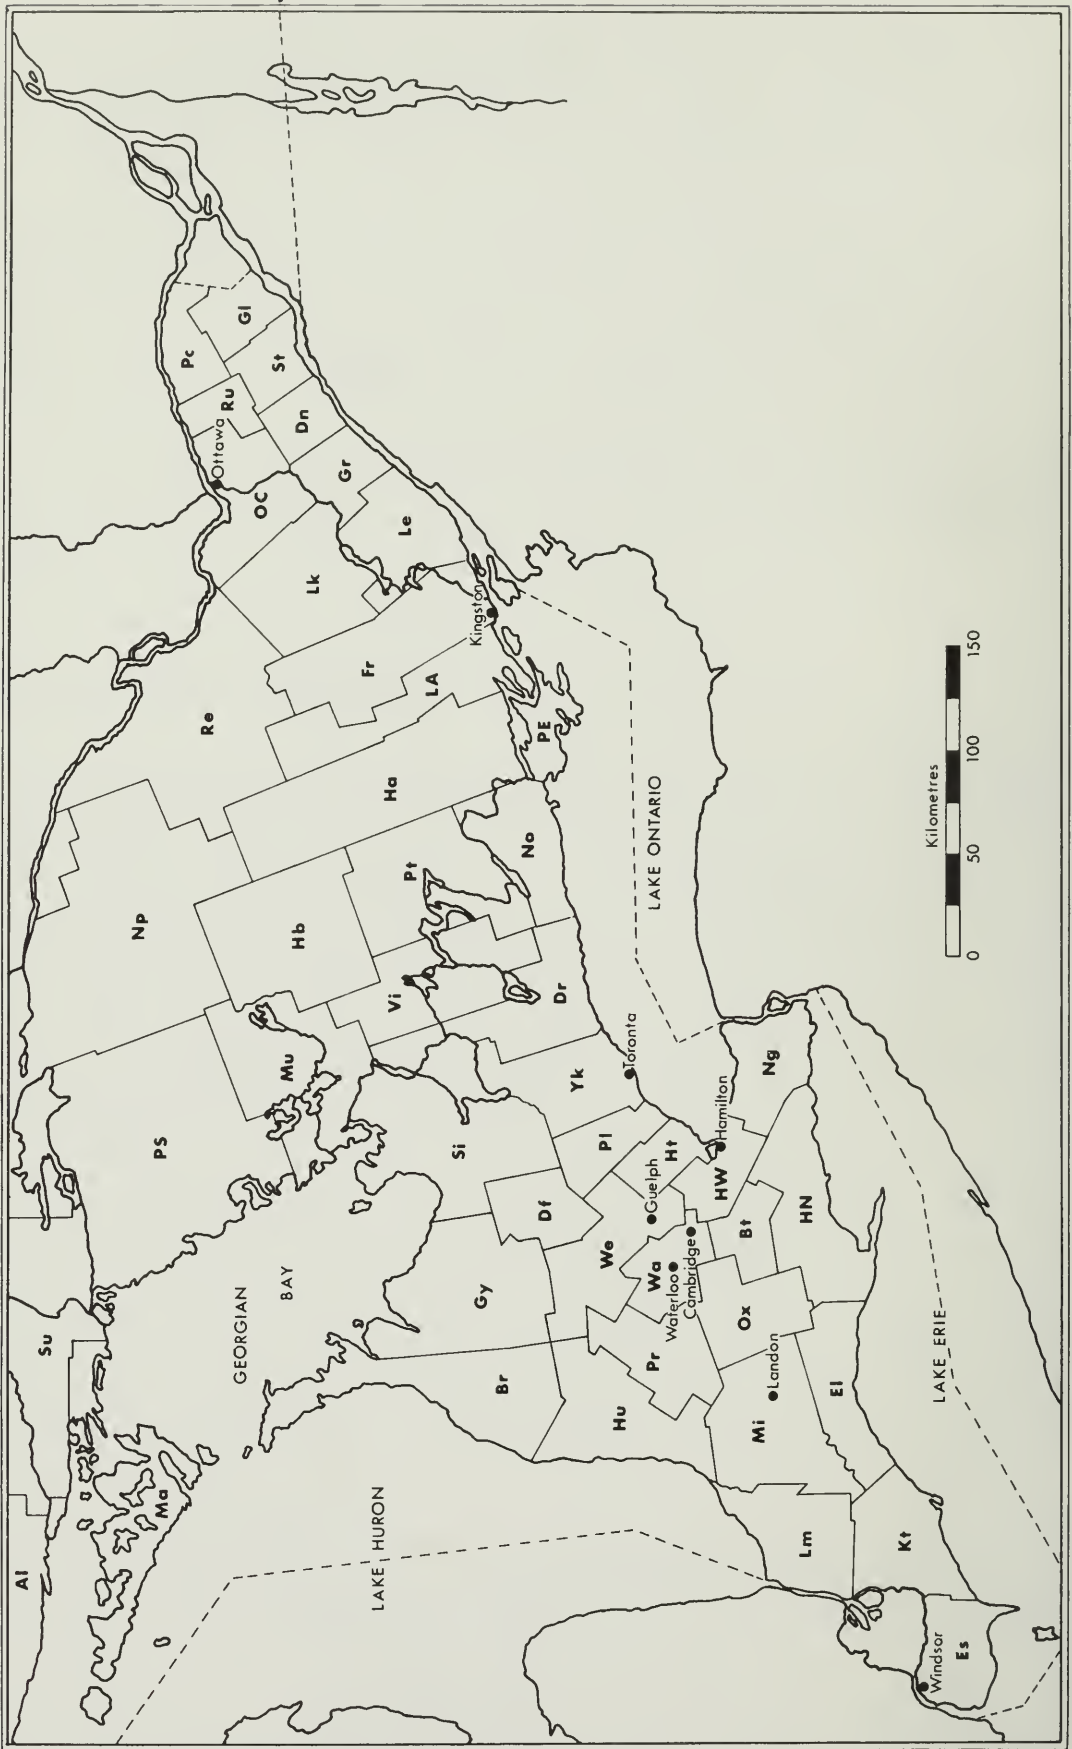 Al
Su
Ma
PS
Np
Pc
Re
Ottawa
Ru
GEORGIAN
BAY
Gl
OC
St
Mu
Hb
Dn
Lk
Gr
Fr
LAKE HURON
Vi
Ha
Le
Pt
LA
Si
Gy
Kingston
Br
No
PE
Df
Dr
Yk
We
Pl
Hu
Toronta
Guelph
Pr
Wa
Waterloo
Ht
LAKE ONTARIO
Cambridge
HW
Hamilton
Ox
Bt
Mi
Landon
Ng
HN
Lm
El
Kt
Windsor
Es
LAKE ERIE
Kilometres
0 50 100 150